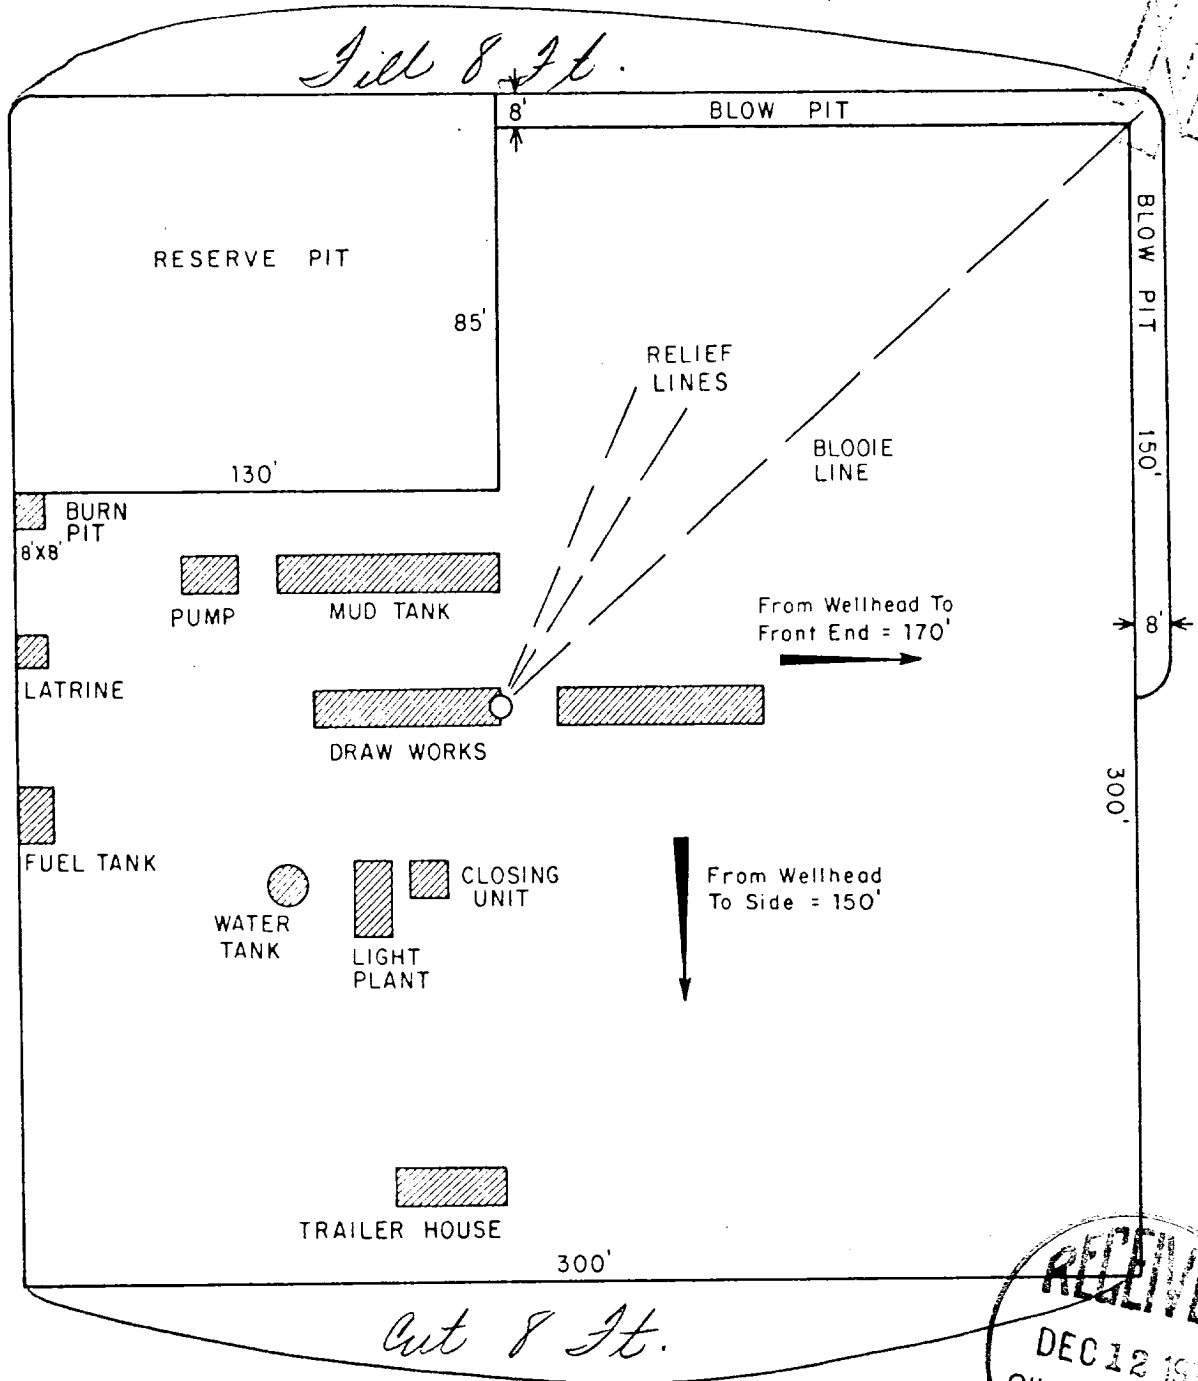 Fill 8 Ft.
8'
BLOW PIT
BLOW PIT
RESERVE PIT
85'
RELIEF
LINES
BLOOIE
LINE
150'
130'
BURN
PIT
8'X8'
PUMP
MUD TANK
From Wellhead To
Front End = 170'
8'
LATRINE
DRAW WORKS
300'
FUEL TANK
CLOSING
UNIT
From Wellhead
To Side = 150'
WATER
TANK
LIGHT
PLANT
TRAILER HOUSE
300'
Cut 8 Ft.
DEC 12